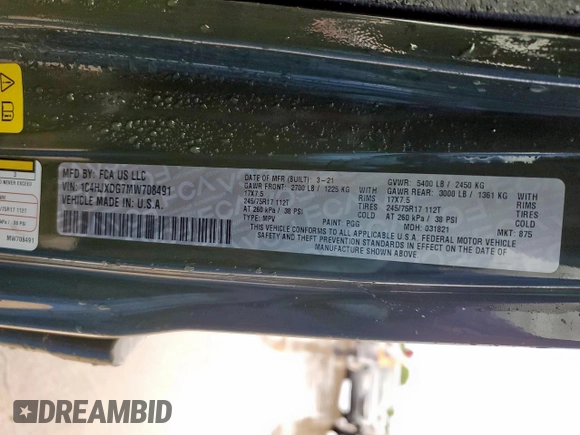 MFD BY: FCA US LLC
VIN: 1C4HJXDG7MW708491
VEHICLE MADE IN: U.S.A.
DATE OF MFR (BUILT): 3-21
GAWR FRONT: 2700 LB / 1225 KG
17X7.5 RIMS
245/75R17 112T TIRES
AT 260 kPa / 38 PSI COLD
TYPE: MPV PAINT: PGG
GVWR: 5400 LB / 2450 KG
GAWR REAR: 3000 LB / 1361 KG
17X7.5 RIMS
245/75R17 112T TIRES
AT 260 kPa / 38 PSI COLD
MDH: 031821 MKT: 875
THIS VEHICLE CONFORMS TO ALL APPLICABLE U.S.A. FEDERAL MOTOR VEHICLE
SAFETY AND THEFT PREVENTION STANDARDS IN EFFECT ON THE DATE OF
MANUFACTURE SHOWN ABOVE.
MW708491
DREAMBID